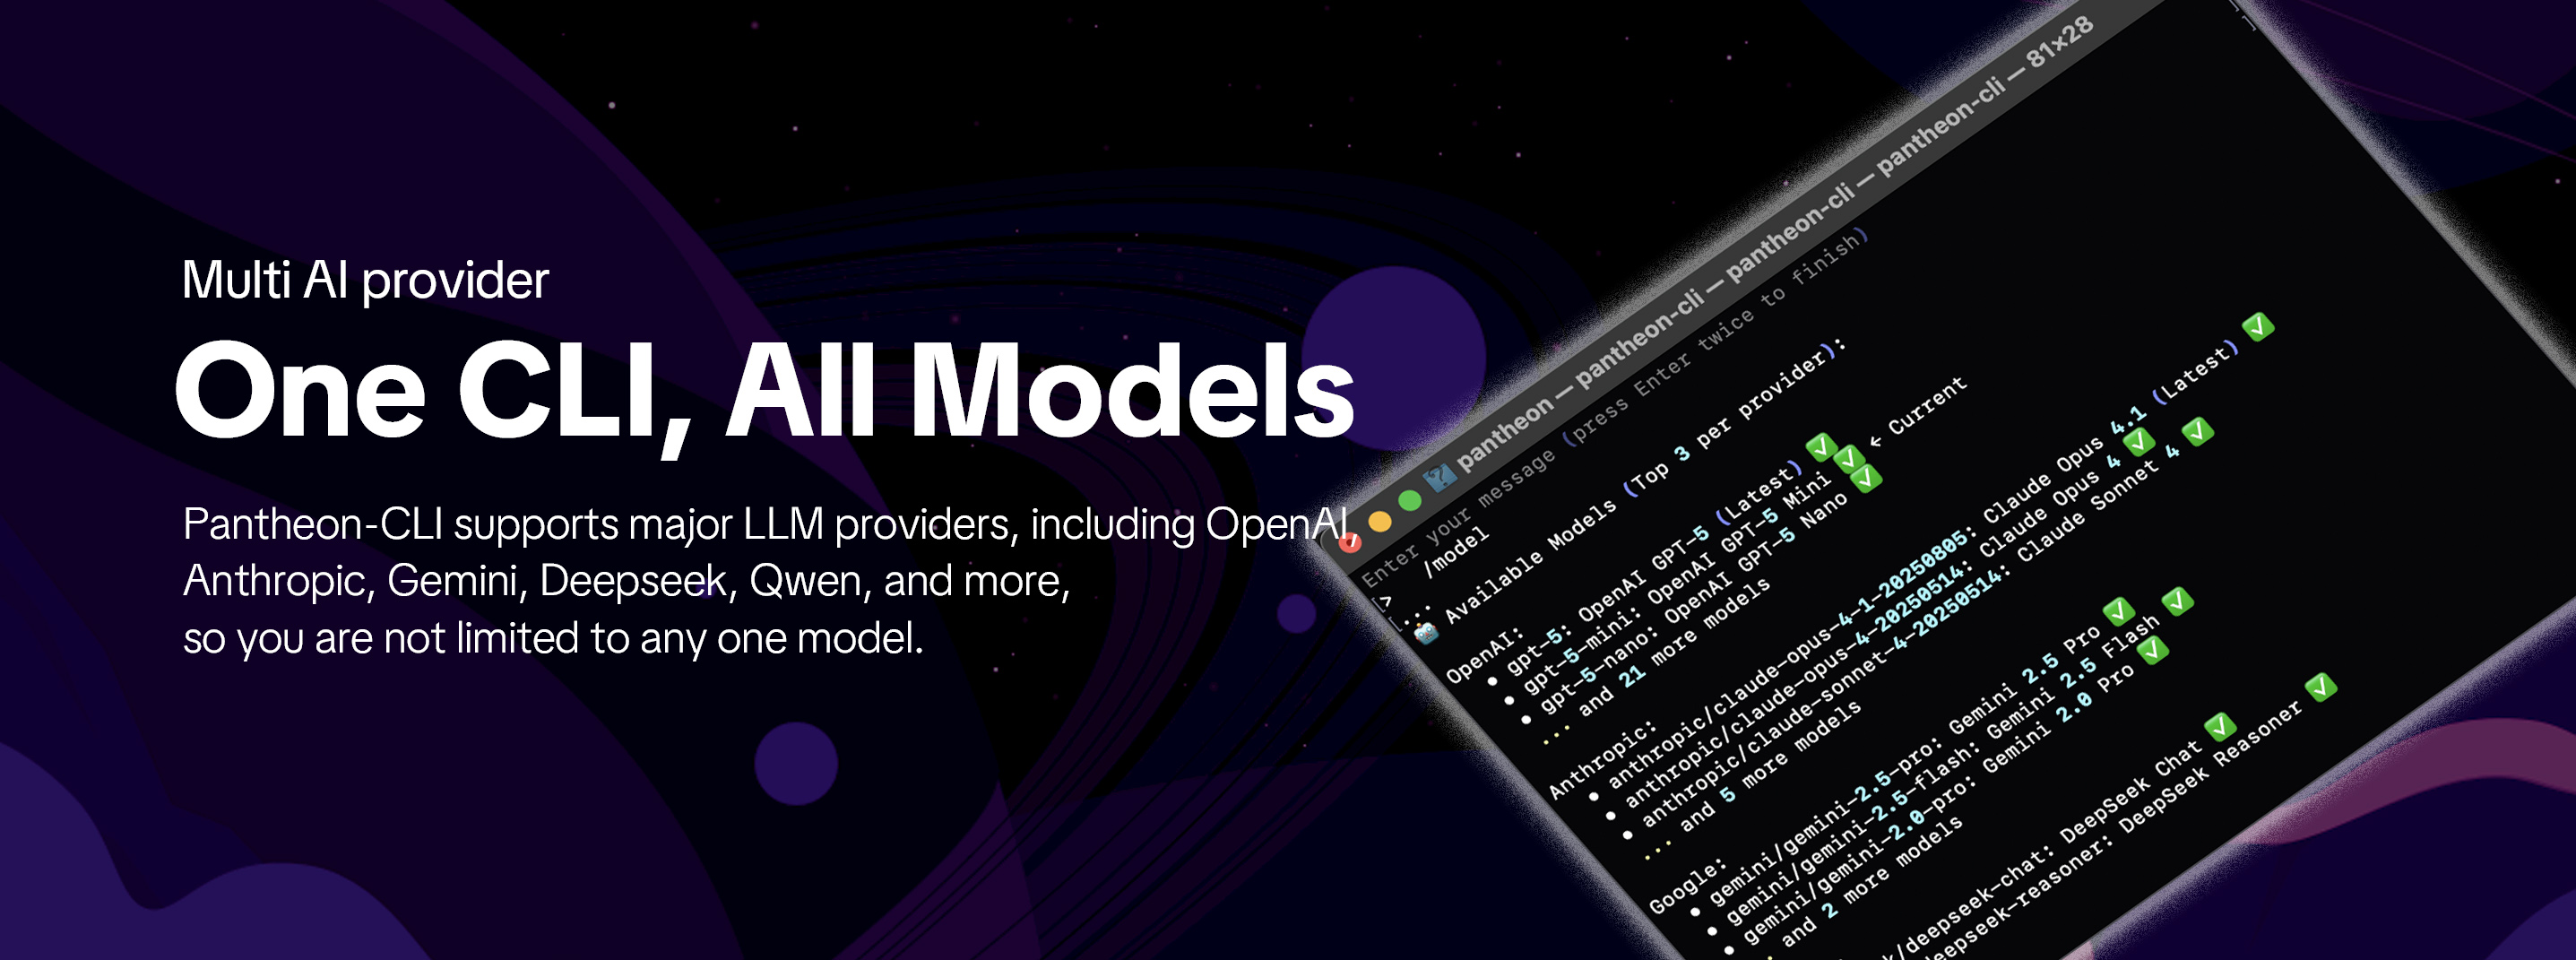 Multi AI provider
One CLI, All Models
Pantheon-CLI supports major LLM providers, including OpenAI,
Anthropic, Gemini, Deepseek, Qwen, and more,
so you are not limited to any one model.
pantheon — pantheon-cli — pantheon-cli — pantheon-cli — 81×28
Enter your message (press Enter twice to finish)
[> /model
[...
🤖 Available Models (Top 3 per provider):
OpenAI:
• gpt-5: OpenAI GPT-5 (Latest) ✅
• gpt-5-mini: OpenAI GPT-5 Mini ✅ ← Current
• gpt-5-nano: OpenAI GPT-5 Nano ✅
... and 21 more models
Anthropic:
• anthropic/claude-opus-4-1-20250805: Claude Opus 4.1 (Latest) ✅
• anthropic/claude-opus-4-20250514: Claude Opus 4 ✅
• anthropic/claude-sonnet-4-20250514: Claude Sonnet 4 ✅
... and 5 more models
Google:
• gemini/gemini-2.5-pro: Gemini 2.5 Pro ✅
• gemini/gemini-2.5-flash: Gemini 2.5 Flash ✅
• gemini/gemini-2.0-pro: Gemini 2.0 Pro ✅
and 2 more models
k/deepseek-chat: DeepSeek Chat ✅
eepseek-reasoner: DeepSeek Reasoner ✅